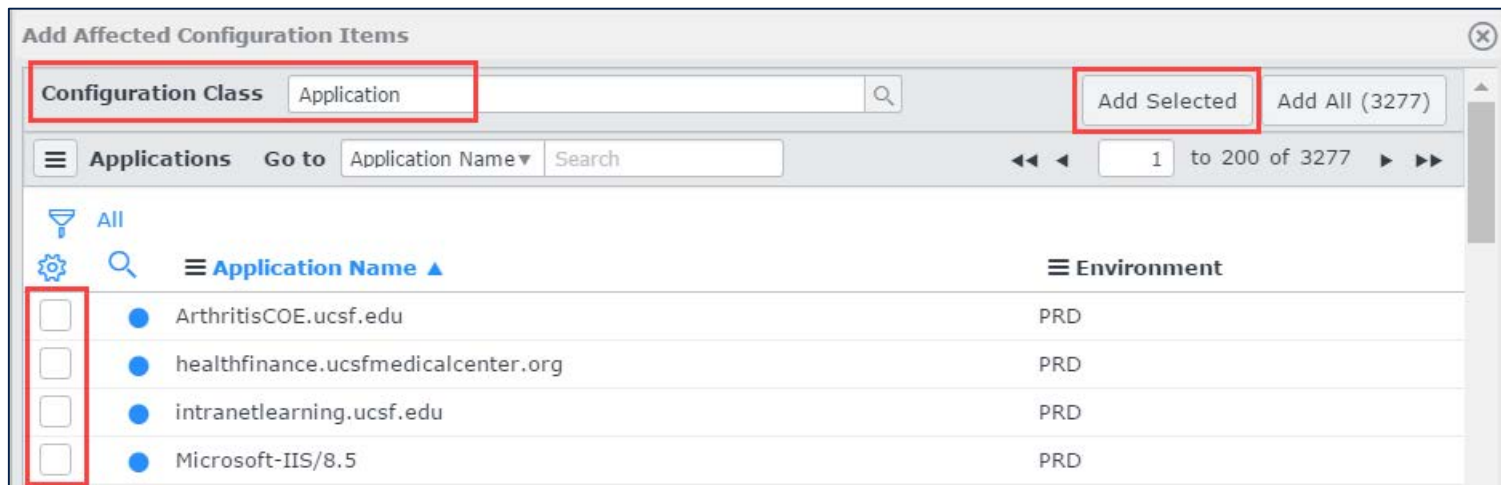 Add Affected Configuration Items
Configuration Class Application Add Selected Add All (3277)
Applications Go to Application Name Search 1 to 200 of 3277
All
Application Name Environment
ArthritisCOE.ucsf.edu PRD
healthfinance.ucsfmedicalcenter.org PRD
intranetlearning.ucsf.edu PRD
Microsoft-IIS/8.5 PRD